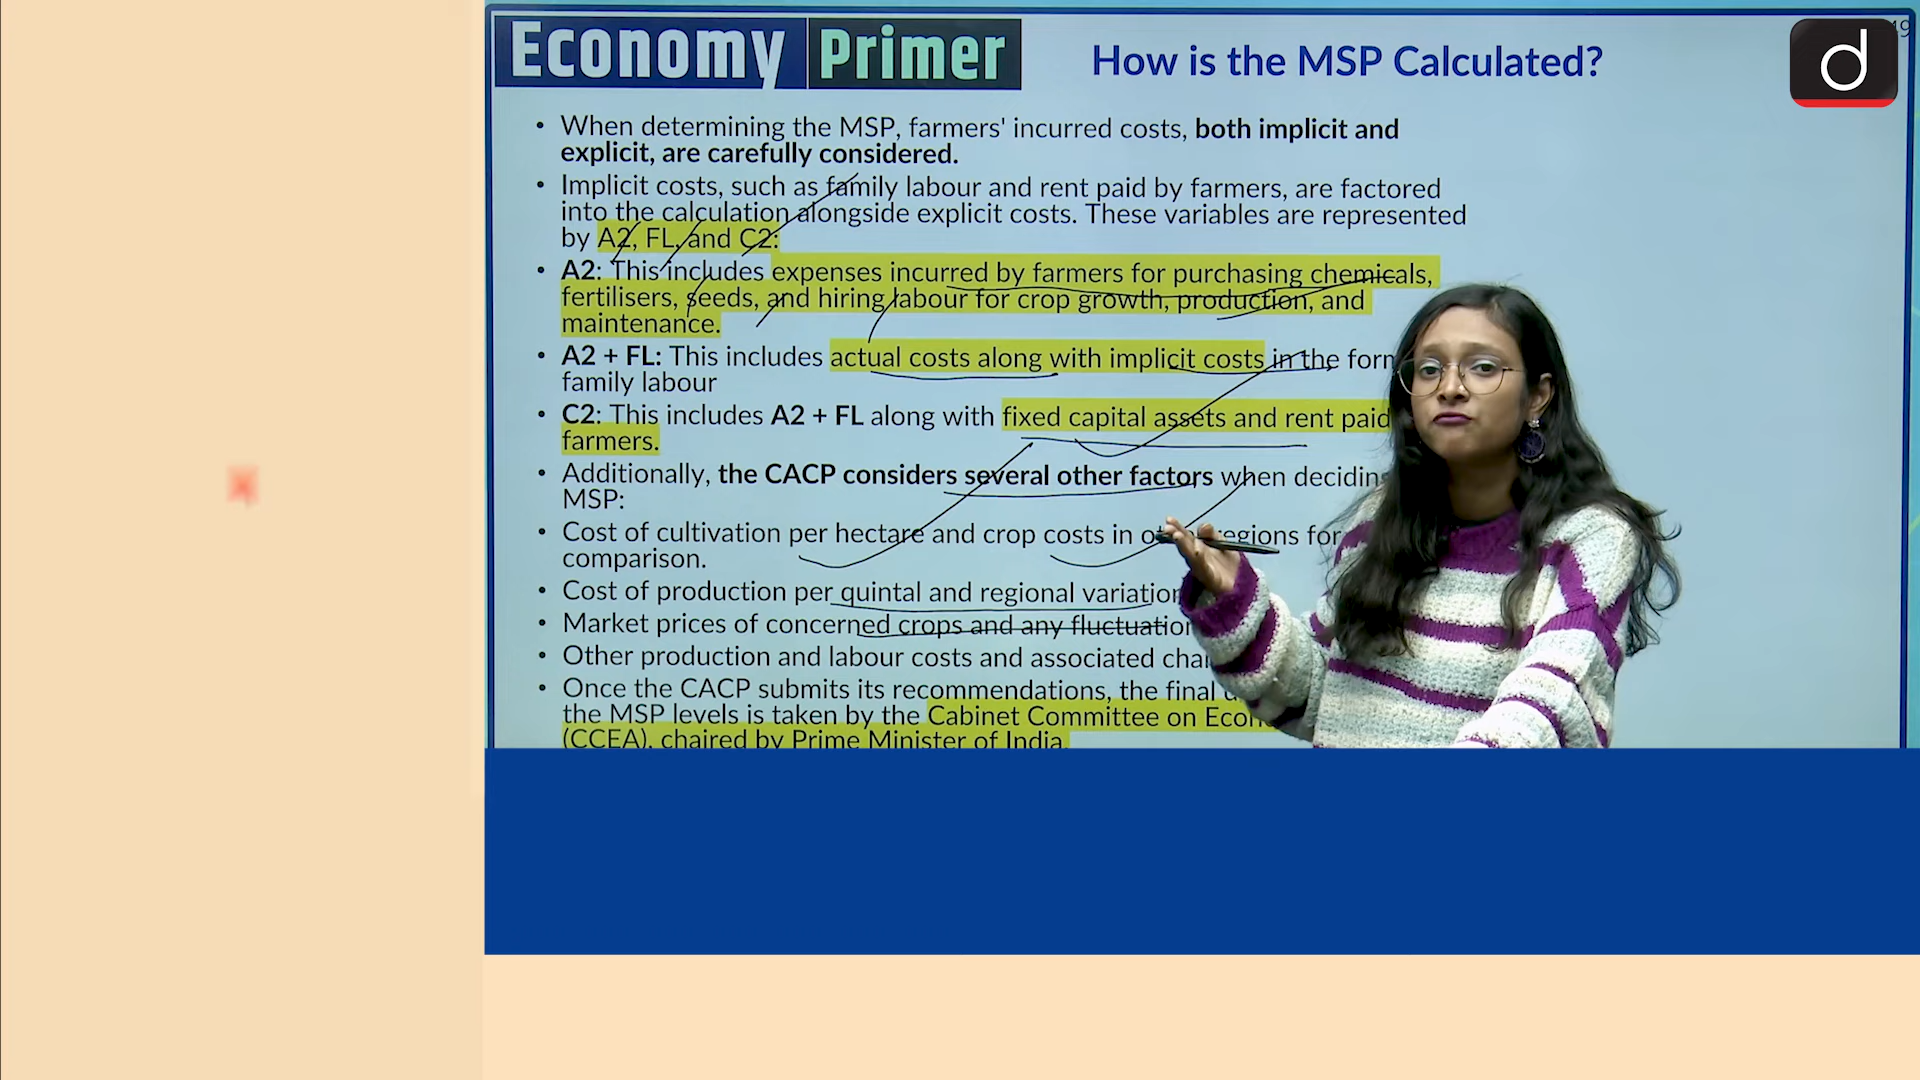 Economy Primer
How is the MSP Calculated?
• When determining the MSP, farmers' incurred costs, both implicit and
explicit, are carefully considered.
• Implicit costs, such as family labour and rent paid by farmers, are factored
into the calculation alongside explicit costs. These variables are represented
by A2, FL, and C2:
• A2: This includes expenses incurred by farmers for purchasing chemicals,
fertilisers, seeds, and hiring labour for crop growth, production, and
maintenance.
• A2 + FL: This includes actual costs along with implicit costs in the
family labour
• C2: This includes A2 + FL along with fixed capital assets and rent paid
farmers.
• Additionally, the CACP considers several other factors when
MSP:
• Cost of cultivation per hectare and crop costs in for
comparison.
• Cost of production per quintal and regional
• Market prices of concerned crops and any
• Other production and labour costs and associated
• Once the CACP submits its recommendations, the final
the MSP levels is taken by the Cabinet Committee on
(CCEA), chaired by Prime Minister of India.
d